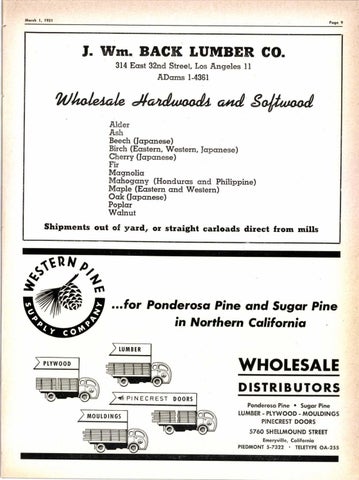 March 1, 1951
Page 9
J. Wm. BACK LUMBER CO.
314 East 32nd Street, Los Angeles 11
ADams 1-4361
Wholesale Hardwoods and Softwood
Alder
Ash
Beech (Japanese)
Birch (Eastern, Western, Japanese)
Cherry (Japanese)
Fir
Magnolia
Mahogany (Honduras and Philippine)
Maple (Eastern and Western)
Oak (Japanese)
Poplar
Walnut
Shipments out of yard, or straight carloads direct from mills
WESTERN PINE
SUPPLY COMPANY
...for Ponderosa Pine and Sugar Pine
in Northern California
LUMBER
PLYWOOD
PINECREST DOORS
MOULDINGS
WHOLESALE
DISTRIBUTORS
Ponderosa Pine • Sugar Pine
LUMBER - PLYWOOD - MOULDINGS
PINECREST DOORS
5760 SHELLMOUND STREET
Emeryville, California
PIEDMONT 5-7322 • TELETYPE OA-255